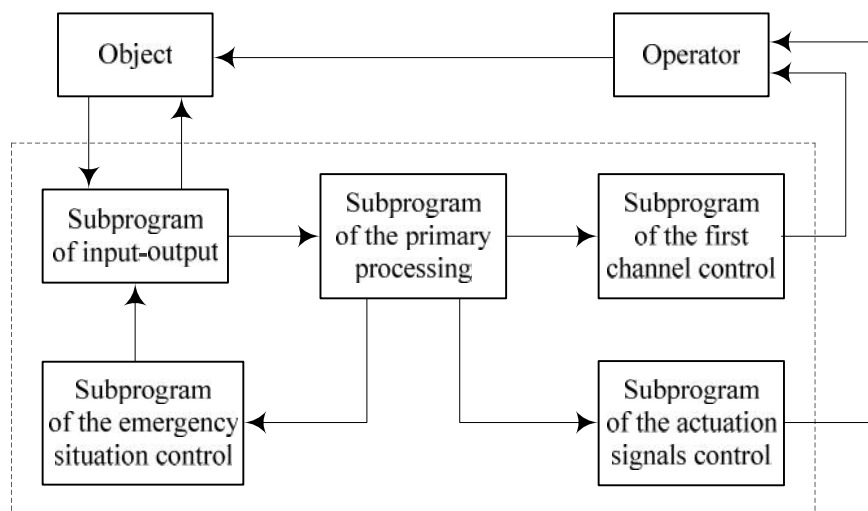 Object
Operator
Subprogram
of input-output
Subprogram
of the primary
processing
Subprogram
of the first
channel control
Subprogram
of the emergency
situation control
Subprogram
of the actuation
signals control